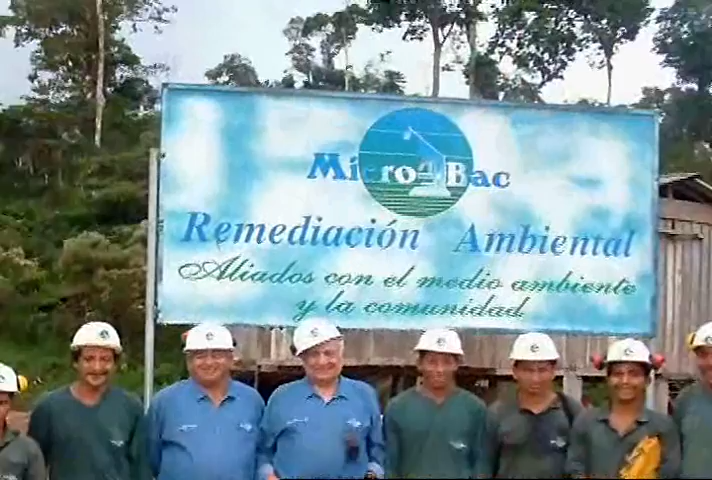 MicroBac
Remediación Ambiental
Aliados con el medio ambiente
y la comunidad